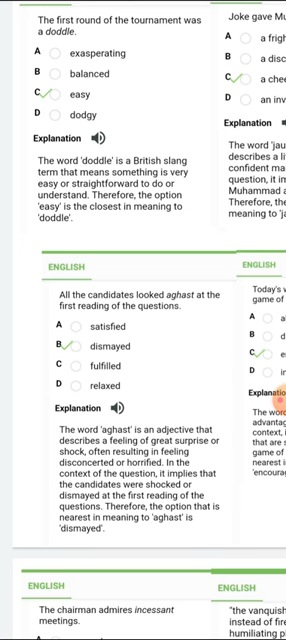 The first round of the tournament was
a doddle.
A exasperating
B balanced
C easy
D dodgy
Explanation
The word 'doddle' is a British slang
term that means something is very
easy or straightforward to do or
understand. Therefore, the option
'easy' is the closest in meaning to
'doddle'.
Joke gave Mu
A a frigh
B a disc
C a chee
D an inv
Explanation
The word 'jau
describes a li
confident ma
question, it im
Muhammad a
Therefore, the
meaning to 'ja
ENGLISH
All the candidates looked aghast at the
first reading of the questions.
A satisfied
B dismayed
C fulfilled
D relaxed
Explanation
The word 'aghast' is an adjective that
describes a feeling of great surprise or
shock, often resulting in feeling
disconcerted or horrified. In the
context of the question, it implies that
the candidates were shocked or
dismayed at the first reading of the
questions. Therefore, the option that is
nearest in meaning to 'aghast' is
'dismayed'.
ENGLISH
Today's
game of
A
B
C
D
Explanatio
The word
advantag
context, i
that are s
game of
nearest i
'encourag
ENGLISH
The chairman admires incessant
meetings.
A
ENGLISH
"the vanquish
instead of fire
humiliating p